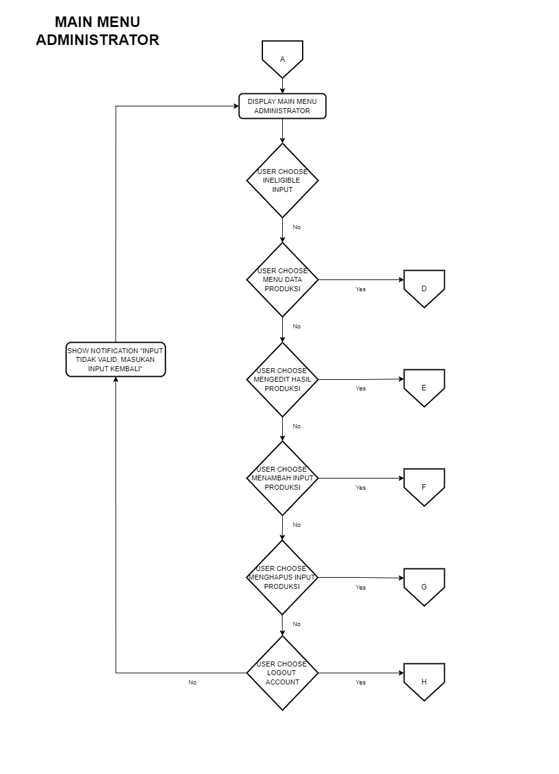 MAIN MENU
ADMINISTRATOR
A
DISPLAY MAIN MENU
ADMINISTRATOR
USER CHOOSE
INELIGIBLE
INPUT
No
USER CHOOSE
MENU DATA
PRODUKSI
Yes
D
No
SHOW NOTIFICATION "INPUT
TIDAK VALID, MASUKAN
INPUT KEMBALI"
USER CHOOSE
MENGEDIT HASIL
PRODUKSI
Yes
E
No
USER CHOOSE
MENAMBAH INPUT
PRODUKSI
Yes
F
No
USER CHOOSE
MENGHAPUS INPUT
PRODUKSI
Yes
G
No
USER CHOOSE
LOGOUT
ACCOUNT
No
Yes
H